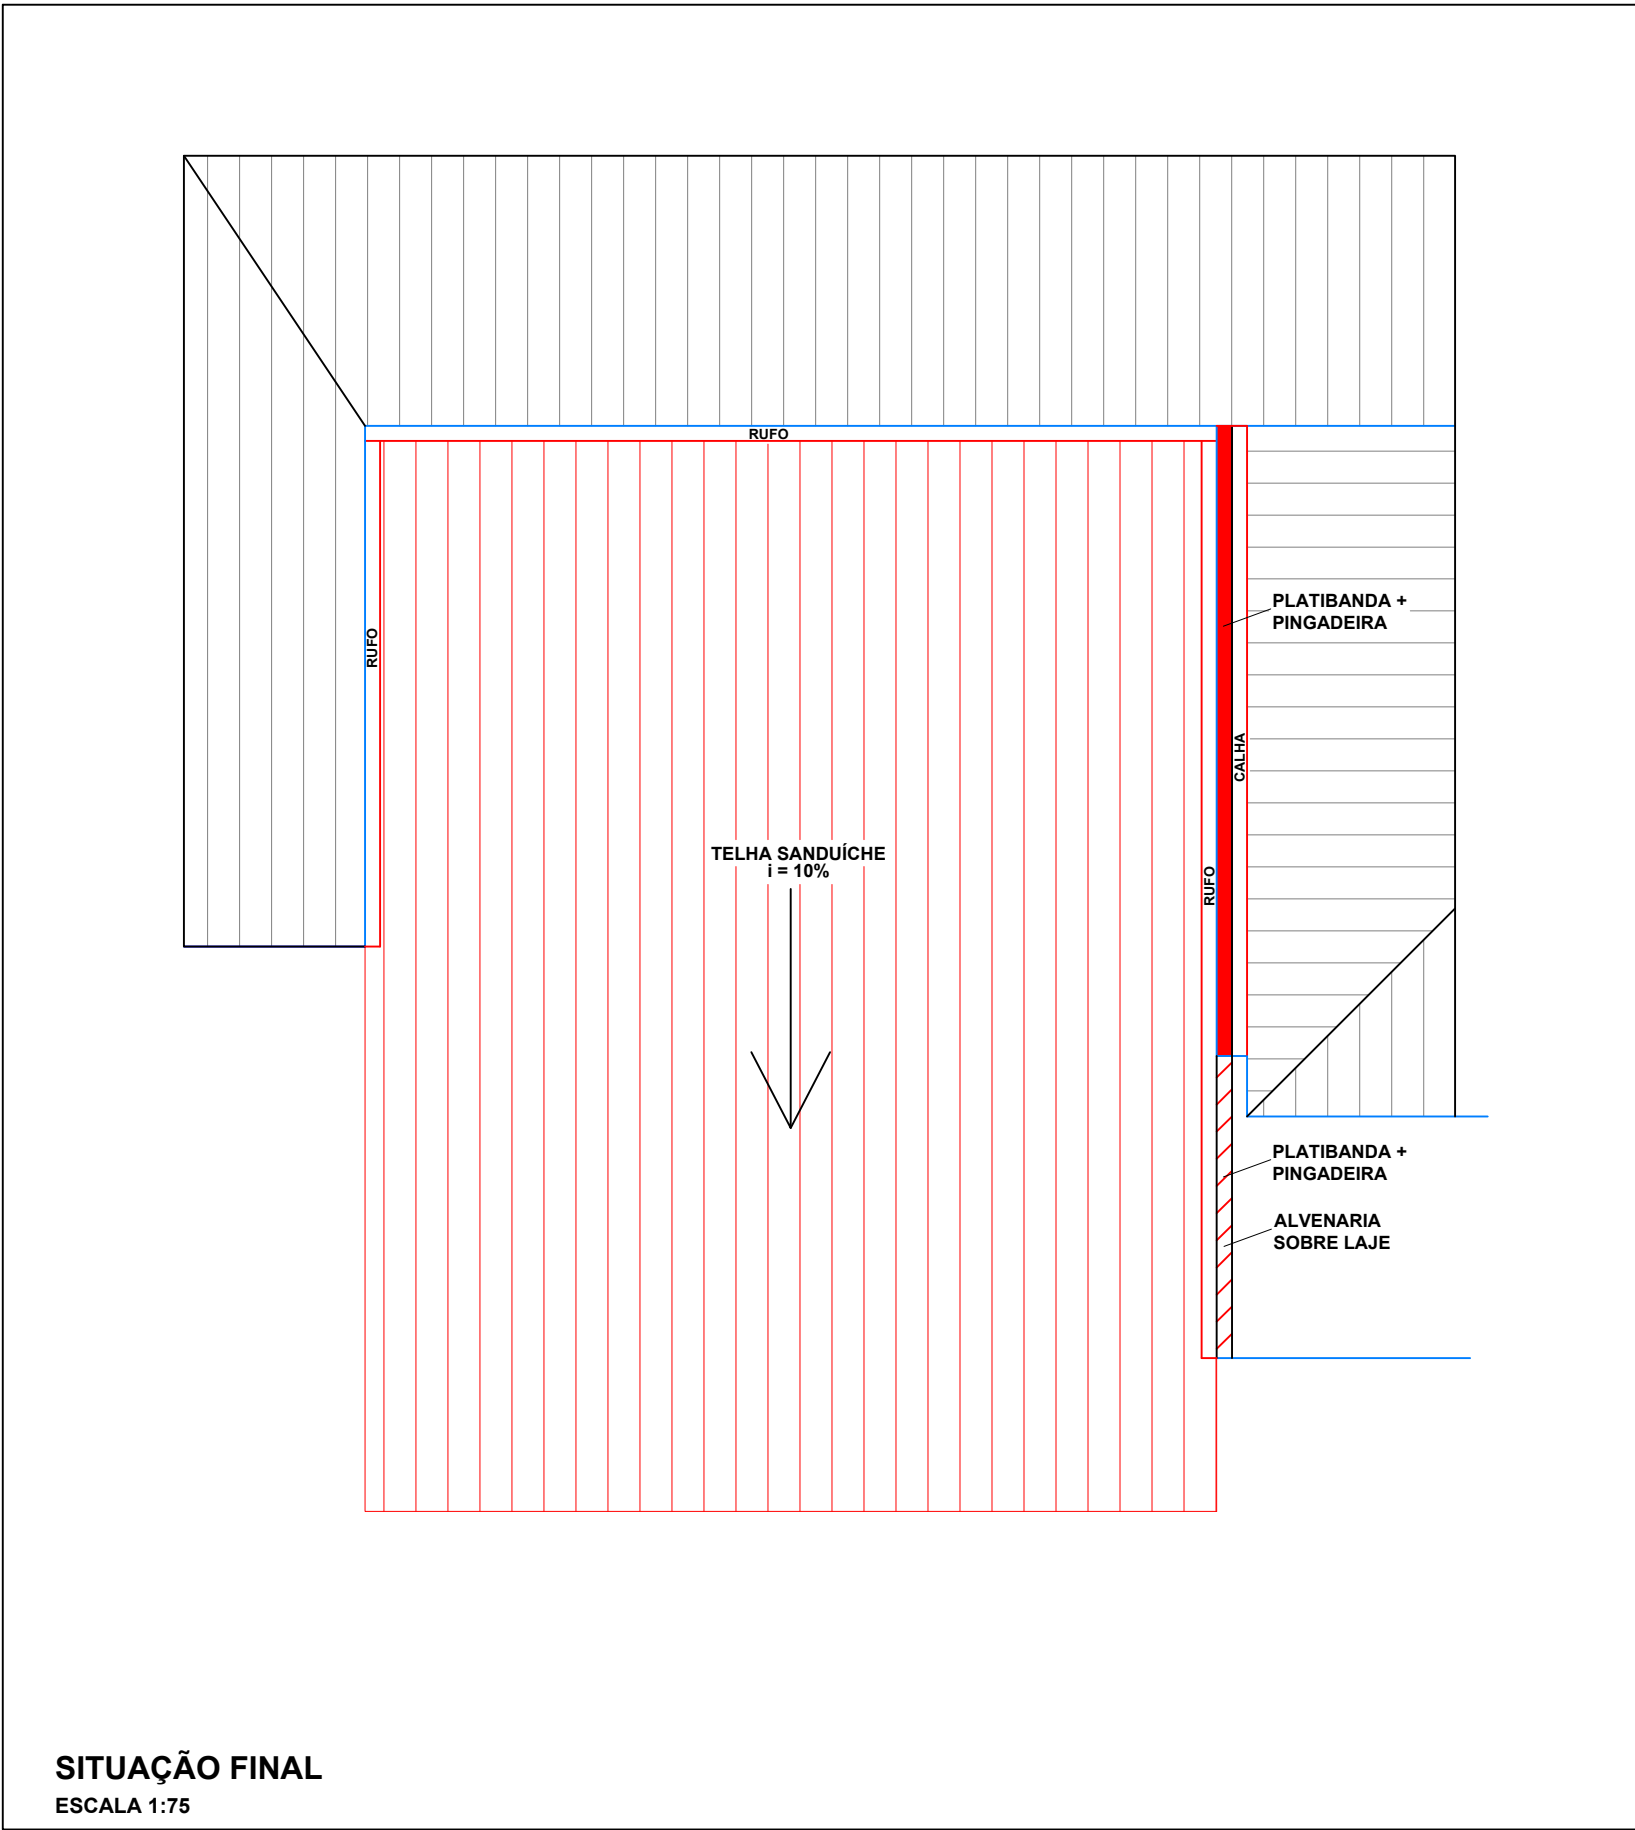 RUFO
PLATIBANDA +
PINGADEIRA
RUFO
CALHA
TELHA SANDUÍCHE
i = 10%
RUFO
PLATIBANDA +
PINGADEIRA
ALVENARIA
SOBRE LAJE
SITUAÇÃO FINAL
ESCALA 1:75